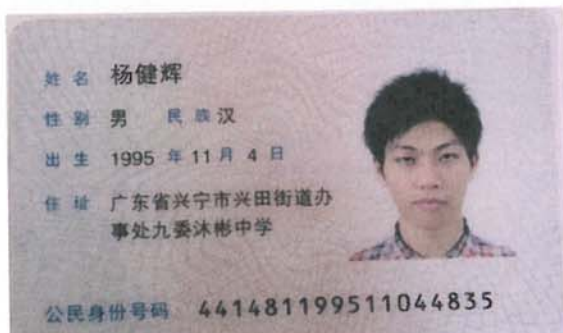 姓名 杨健辉
性别 男 民族 汉
出生 1995 年 11 月 4 日
住址 广东省兴宁市兴田街道办
事处九委沐彬中学
公民身份号码 441481199511044835